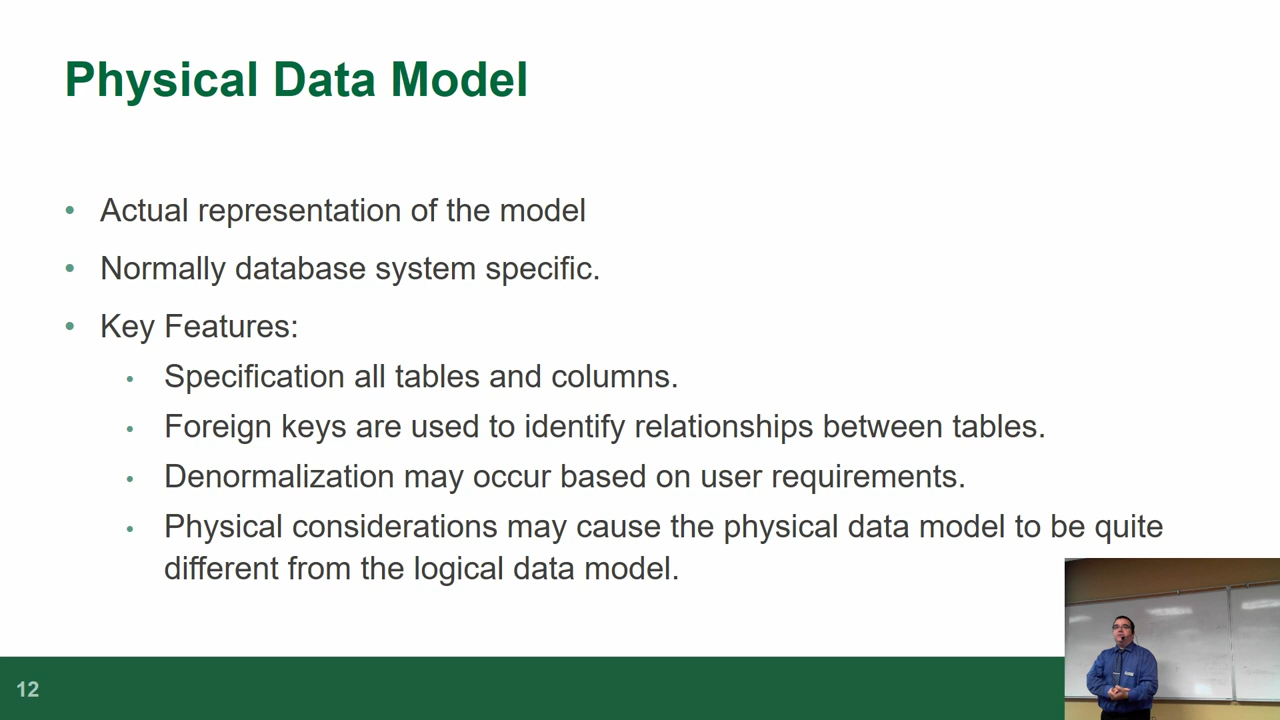 Physical Data Model
• Actual representation of the model
• Normally database system specific.
• Key Features:
• Specification all tables and columns.
• Foreign keys are used to identify relationships between tables.
• Denormalization may occur based on user requirements.
• Physical considerations may cause the physical data model to be quite
different from the logical data model.
12